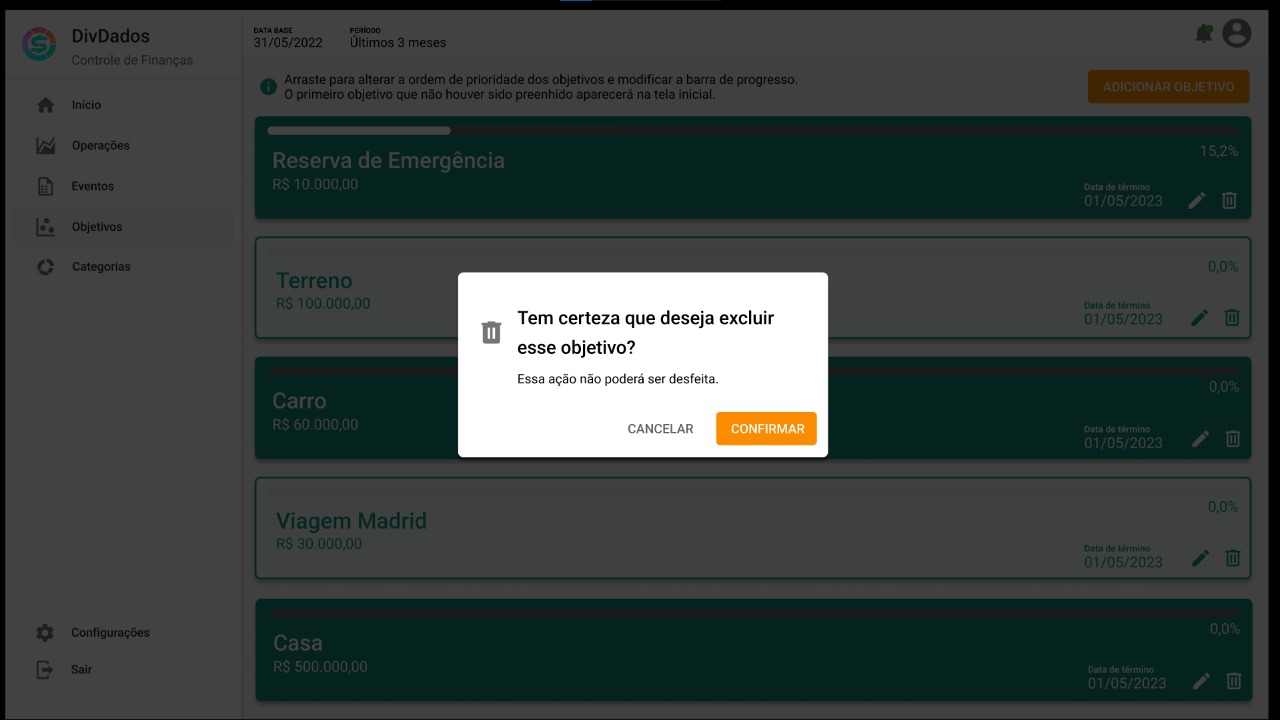 DivDados
Controle de Finanças
Início
Operações
Eventos
Objetivos
Categorias
Configurações
Sair
DATA BASE
31/05/2022
PERÍODO
Últimos 3 meses
Arraste para alterar a ordem de prioridade dos objetivos e modificar a barra de progresso.
O primeiro objetivo que não houver sido preenhido aparecerá na tela inicial.
ADICIONAR OBJETIVO
Reserva de Emergência
R$ 10.000,00
15,2%
Data de término
01/05/2023
Terreno
R$ 100.000,00
0,0%
Data de término
01/05/2023
Tem certeza que deseja excluir
esse objetivo?
Essa ação não poderá ser desfeita.
CANCELAR
CONFIRMAR
Carro
R$ 60.000,00
0,0%
Data de término
01/05/2023
Viagem Madrid
R$ 30.000,00
0,0%
Data de término
01/05/2023
Casa
R$ 500.000,00
0,0%
Data de término
01/05/2023